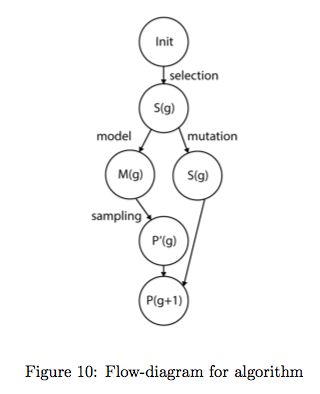 Init
selection
S(g)
model
mutation
M(g)
S(g)
sampling
P'(g)
P(g+1)
Figure 10: Flow-diagram for algorithm